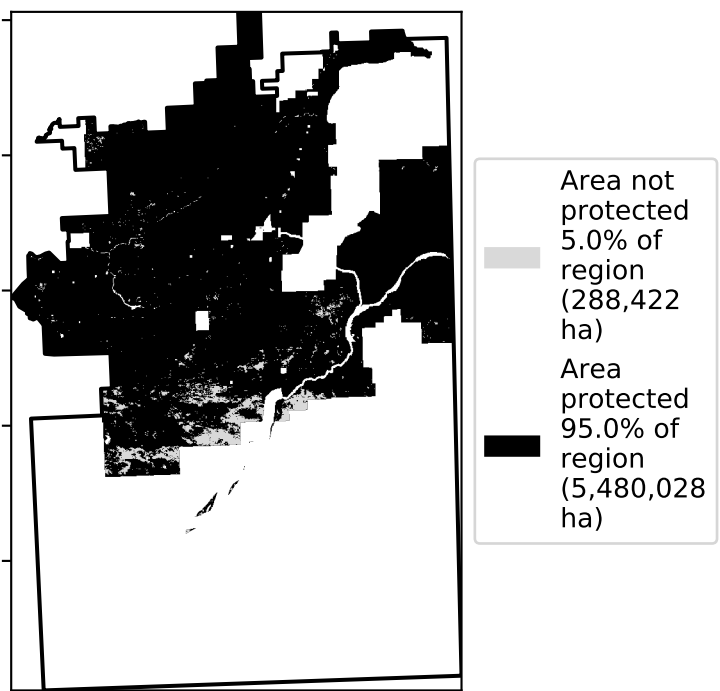 Area not
protected
5.0% of
region
(288,422
ha)
Area
protected
95.0% of
region
(5,480,028
ha)